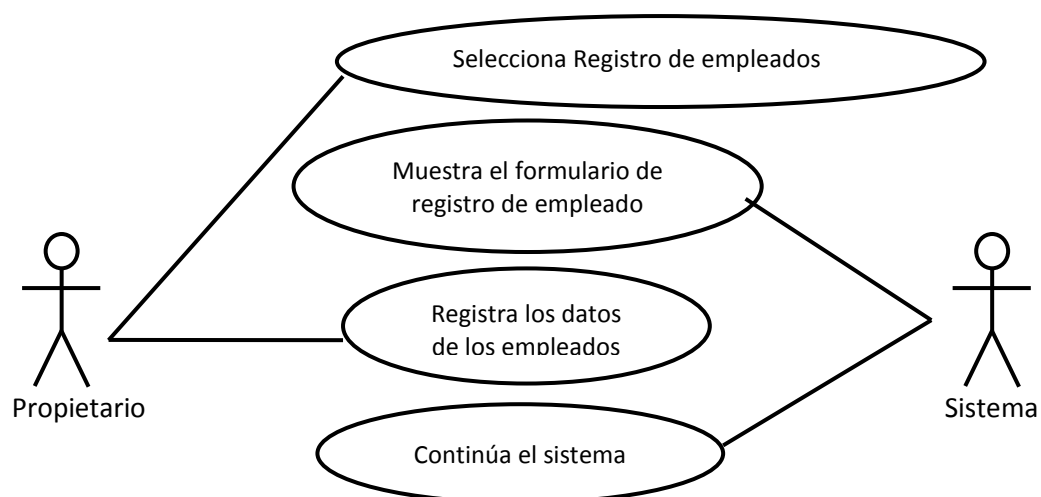 Selecciona Registro de empleados
Muestra el formulario de
registro de empleado
Registra los datos
de los empleados
Propietario
Sistema
Continúa el sistema